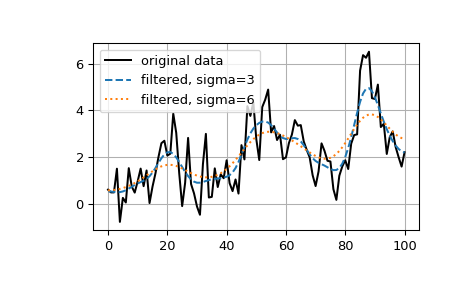 original data
filtered, sigma=3
filtered, sigma=6
6
4
2
0
0 20 40 60 80 100